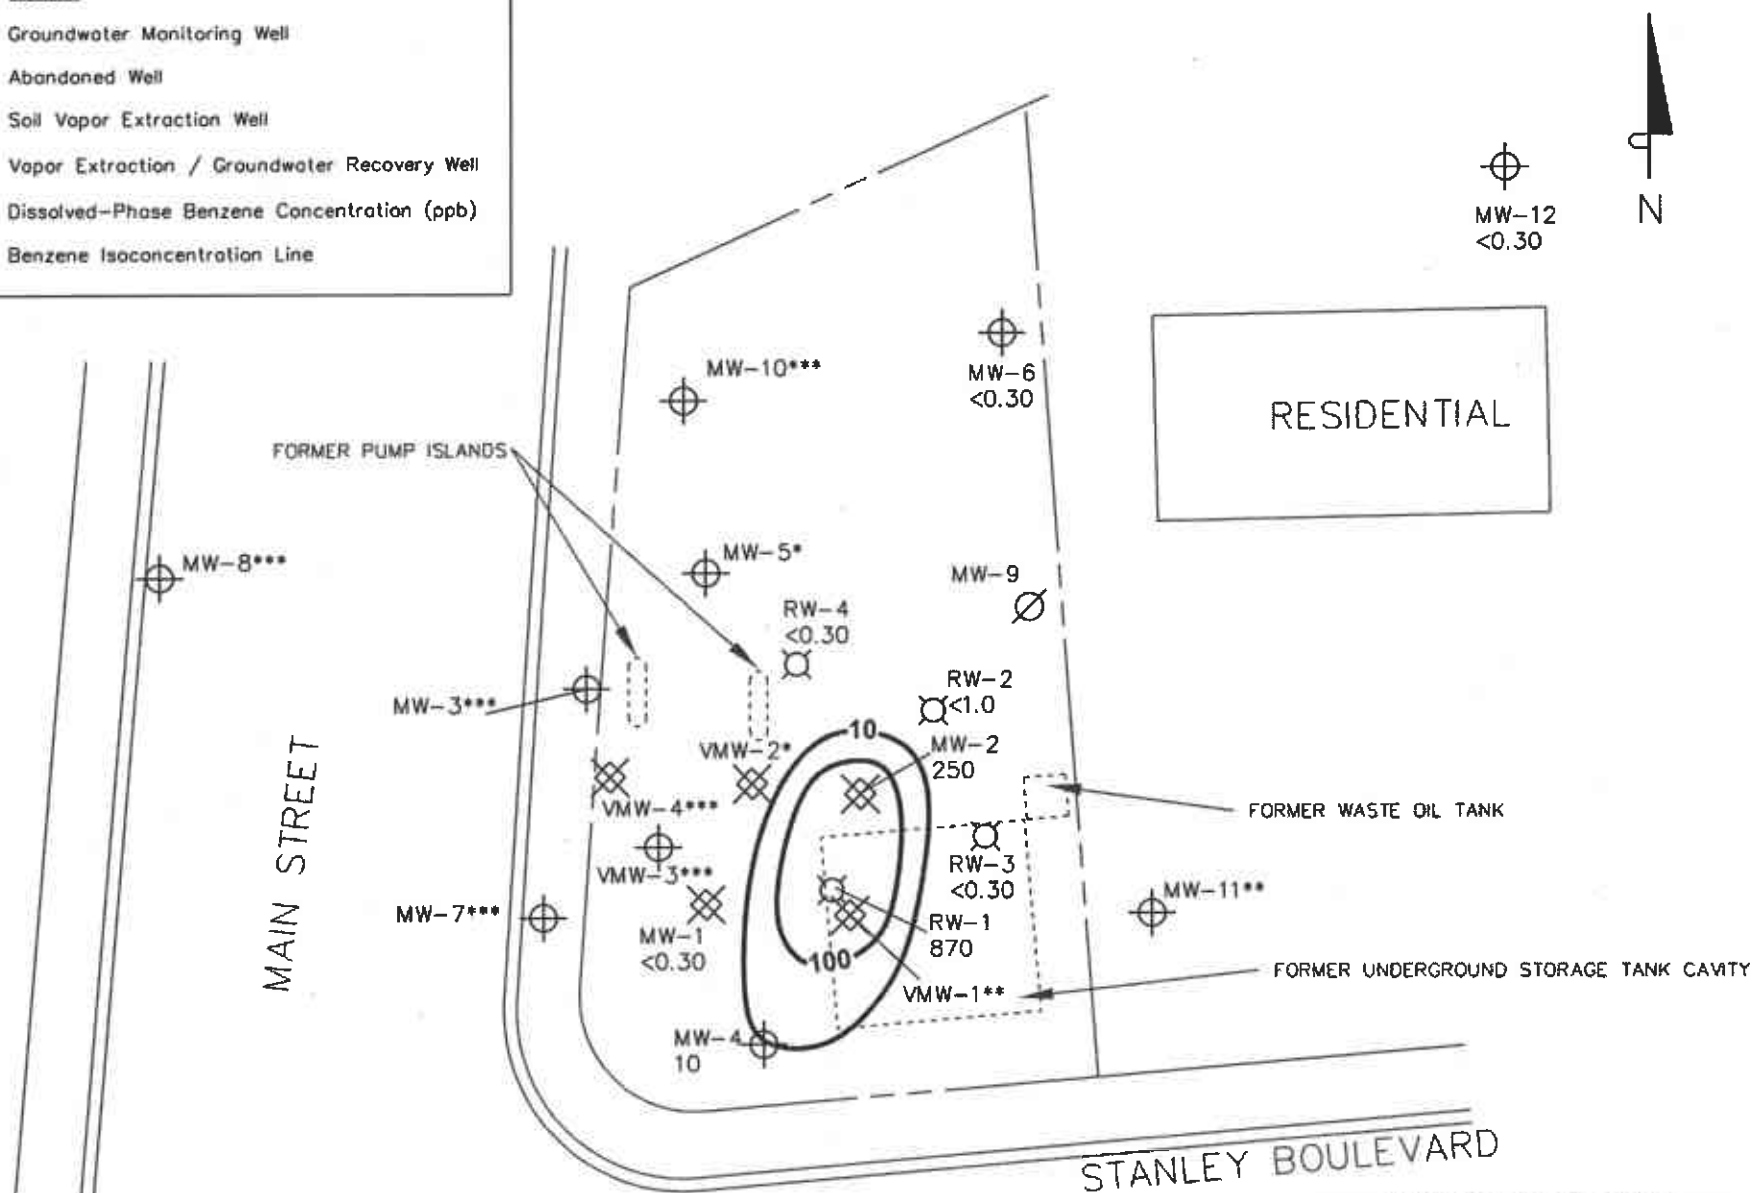 Groundwater Monitoring Well
Abandoned Well
Soil Vapor Extraction Well
Vapor Extraction / Groundwater Recovery Well
Dissolved-Phase Benzene Concentration (ppb)
Benzene Isoconcentration Line
N
MW-12
<0.30
MW-10***
MW-6
<0.30
RESIDENTIAL
FORMER PUMP ISLANDS
MW-8***
MW-5*
MW-9
RW-4
<0.30
MW-3***
RW-2
<1.0
10
VMW-2*
MW-2
250
VMW-4***
FORMER WASTE OIL TANK
MAIN STREET
VMW-3***
RW-3
<0.30
MW-11**
MW-7***
MW-1
<0.30
RW-1
870
100
FORMER UNDERGROUND STORAGE TANK CAVITY
VMW-1**
MW-4
10
STANLEY BOULEVARD